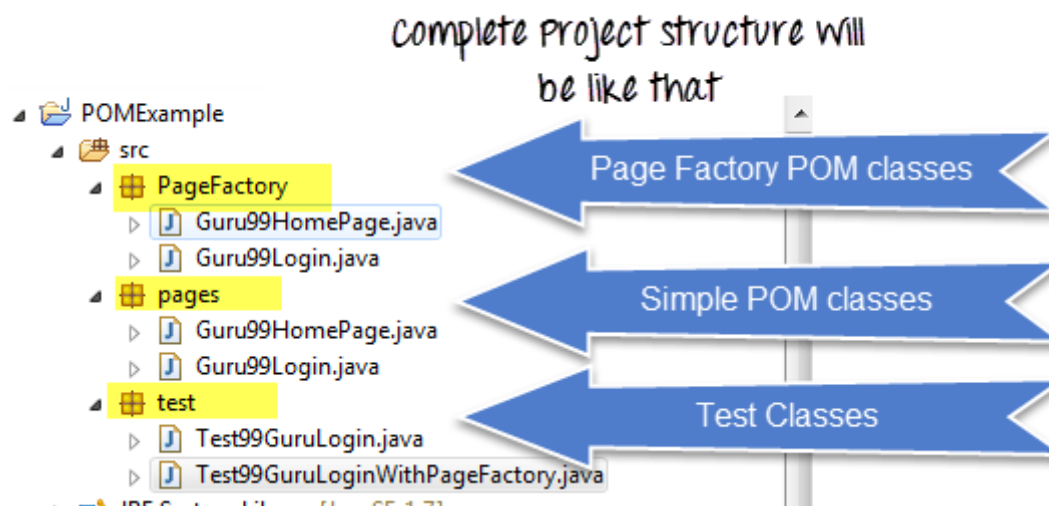 Complete Project structure will
be like that
POMExample
src
PageFactory
Page Factory POM classes
Guru99HomePage.java
Guru99Login.java
pages
Simple POM classes
Guru99HomePage.java
Guru99Login.java
test
Test Classes
Test99GuruLogin.java
Test99GuruLoginWithPageFactory.java